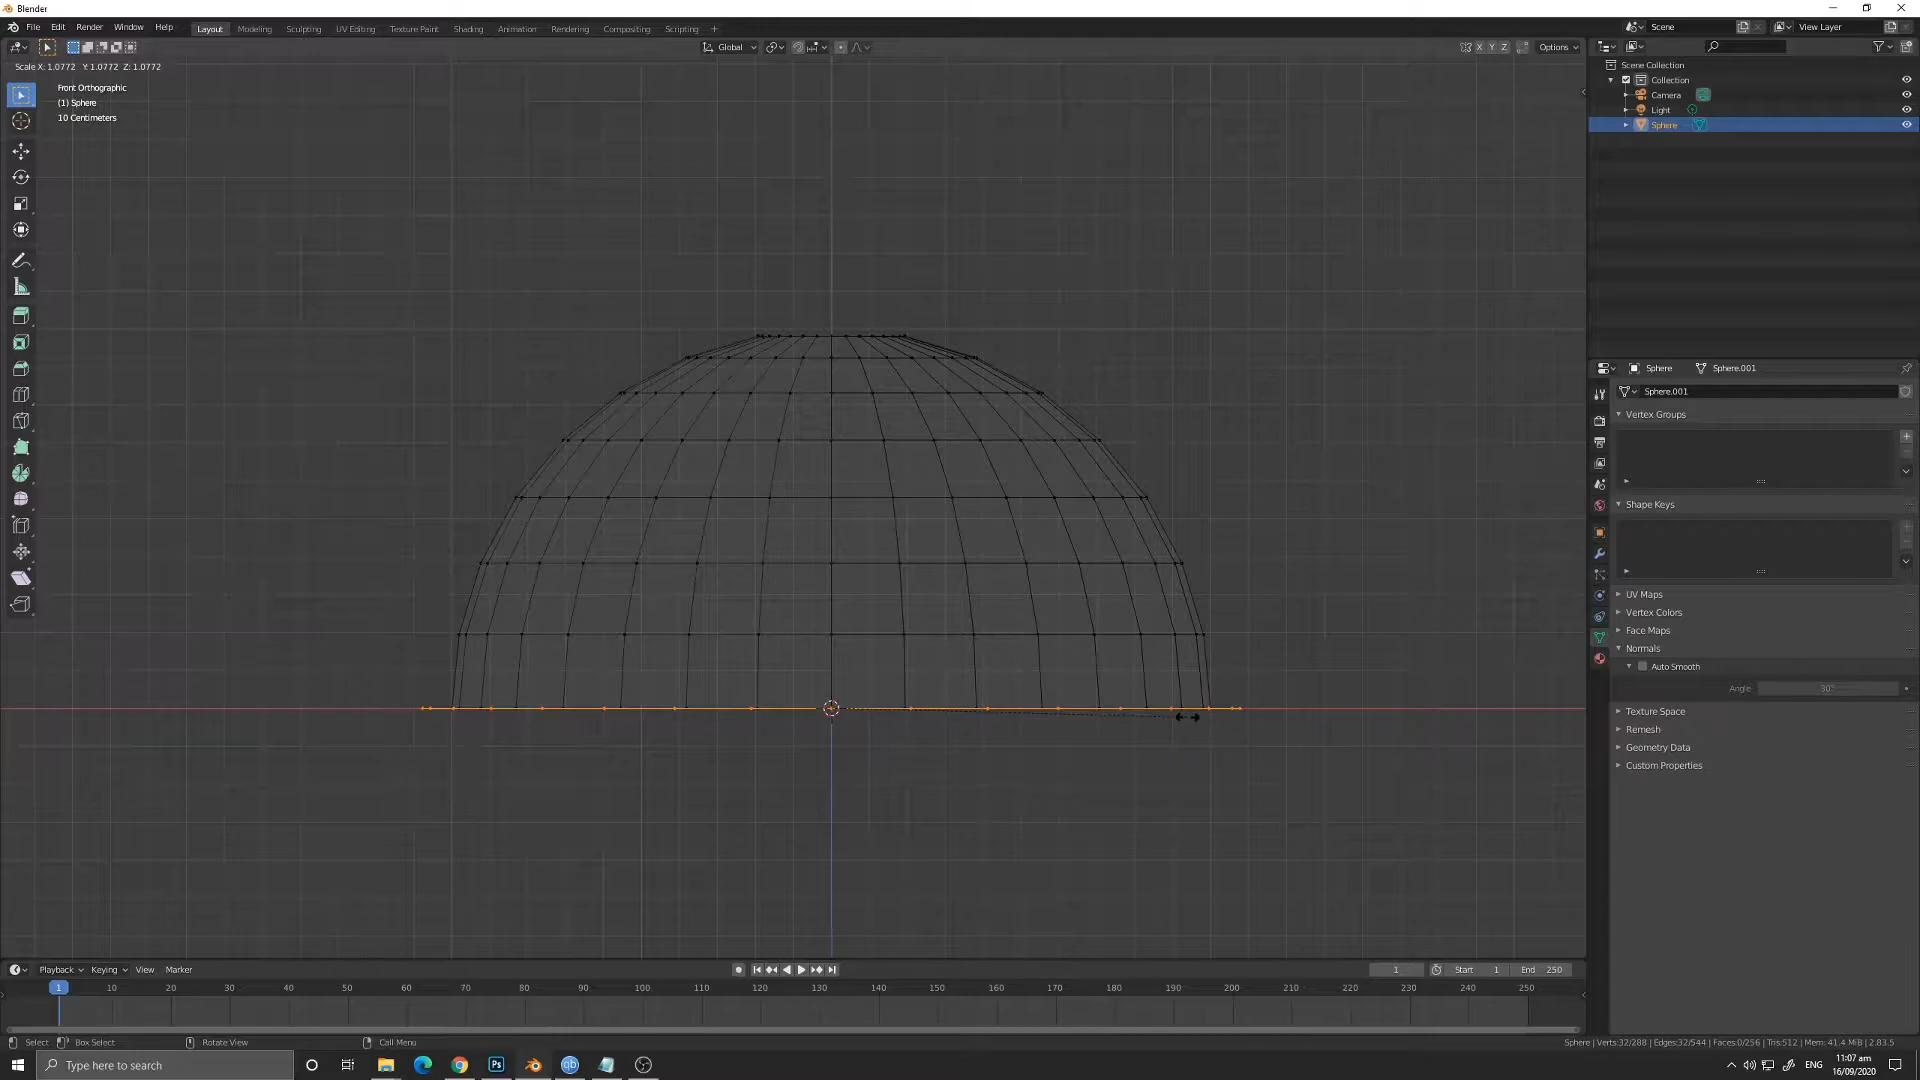 Blender
File Edit Render Window Help
Layout Modeling Sculpting UV Editing Texture Paint Shading Animation Rendering Compositing Scripting +
Scene
View Layer
Global
X Y Z
Options
Scale X: 1.0772 Y: 1.0772 Z: 1.0772
Front Orthographic
(1) Sphere
10 Centimeters
Scene Collection
Collection
Camera
Light
Sphere
Sphere Sphere.001
Sphere.001
Vertex Groups
Shape Keys
UV Maps
Vertex Colors
Face Maps
Normals
Auto Smooth
Angle 30°
Texture Space
Remesh
Geometry Data
Custom Properties
Playback Keying View Marker
1 Start 1 End 250
1 10 20 30 40 50 60 70 80 90 100 110 120 130 140 150 160 170 180 190 200 210 220 230 240 250
Select Box Select Rotate View Call Menu
Sphere | Verts:32/288 | Edges:32/544 | Faces:0/256 | Tris:512 | Mem: 41.4 MiB | 2.83.5
Type here to search
Ps
qb
ENG
11:07 am
16/09/2020